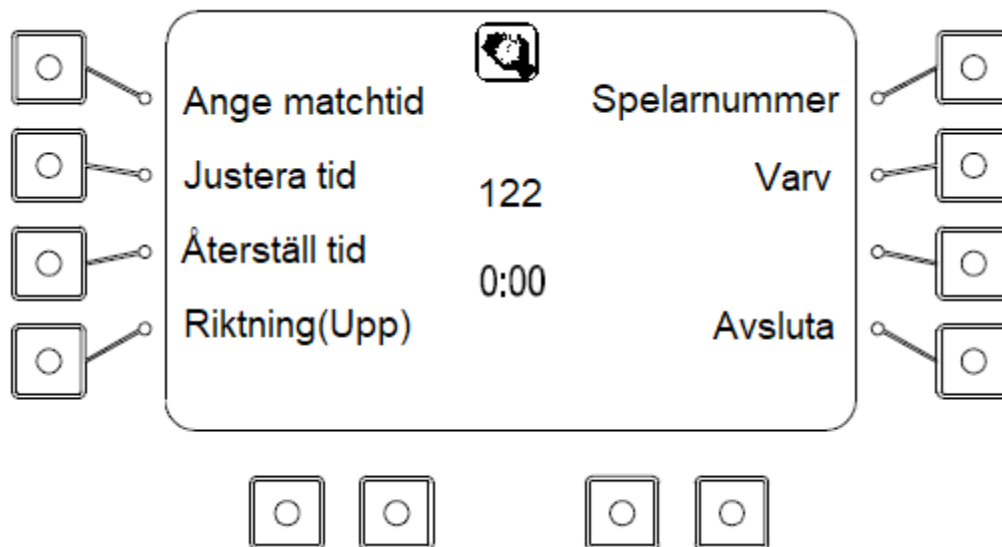 Ange matchtid
Spelarnummer
Justera tid
122
Varv
Återställ tid
0:00
Riktning(Upp)
Avsluta